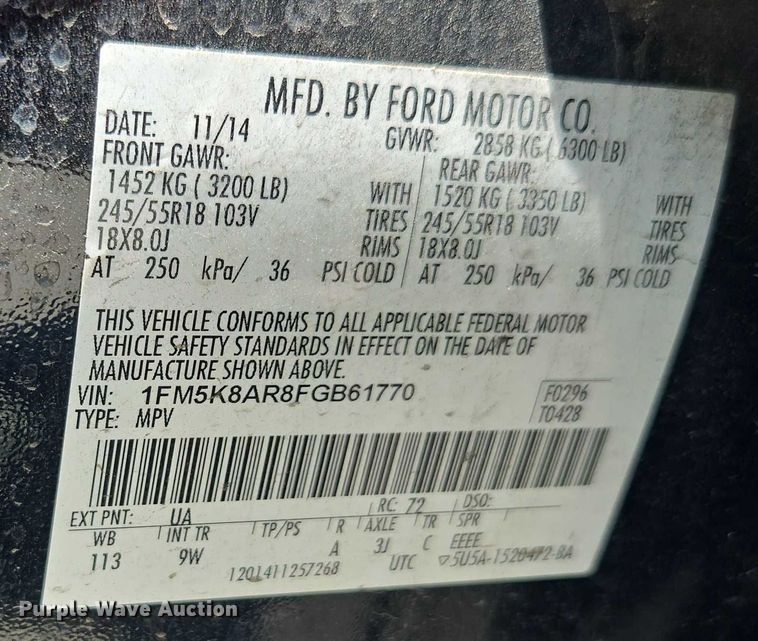 MFD. BY FORD MOTOR CO.
DATE: 11/14 GVWR: 2858 KG ( 6300 LB)
FRONT GAWR: REAR GAWR:
1452 KG ( 3200 LB) WITH 1520 KG ( 3350 LB) WITH
245/55R18 103V TIRES 245/55R18 103V TIRES
18X8.0J RIMS 18X8.0J RIMS
AT 250 kPa/ 36 PSI COLD AT 250 kPa/ 36 PSI COLD
THIS VEHICLE CONFORMS TO ALL APPLICABLE FEDERAL MOTOR
VEHICLE SAFETY STANDARDS IN EFFECT ON THE DATE OF
MANUFACTURE SHOWN ABOVE.
VIN: 1FM5K8AR8FGB61770 F0296
TYPE: MPV T0428
EXT PNT: UA RC: 72 DSO:
WB INT TR TP/PS R AXLE TR SPR
113 9W A 3J C EEEE
1201411257268 UTC ▽5U5A-1520472-BA
Purple Wave Auction